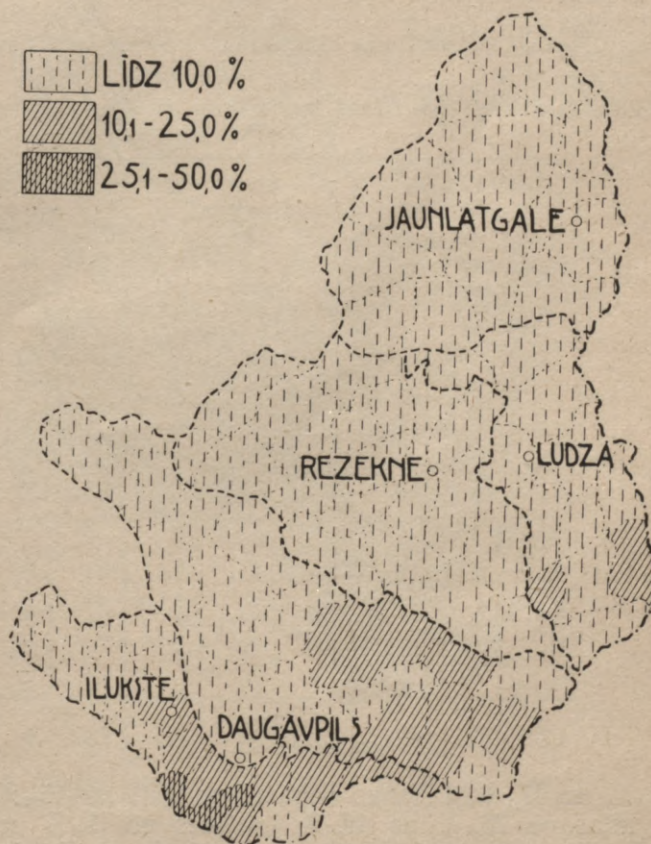 LĪDZ 10,0 %
10,1 - 25,0 %
25,1 - 50,0 %
JAUNLATGALE
REZEKNE
LUDZA
ILUKSTE
DAUGAVPILS